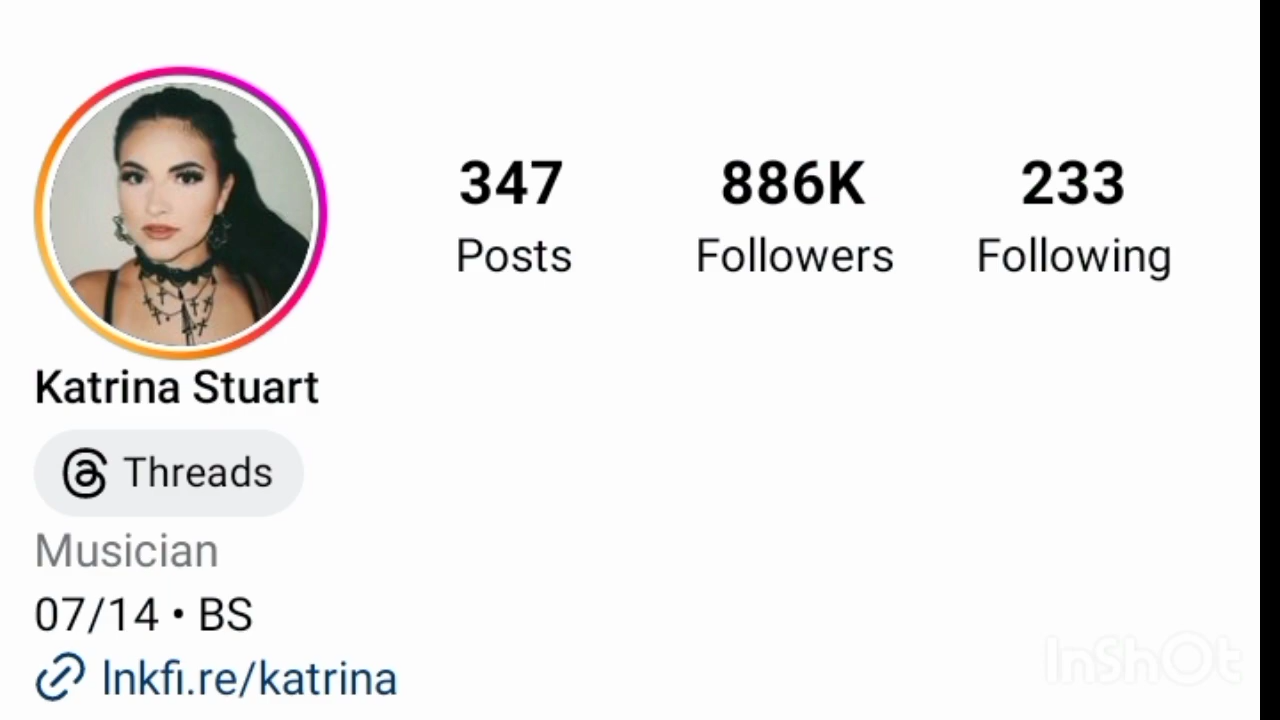 347 886K 233
Posts Followers Following
Katrina Stuart
Threads
Musician
07/14 • BS
lnkfi.re/katrina
InShOt